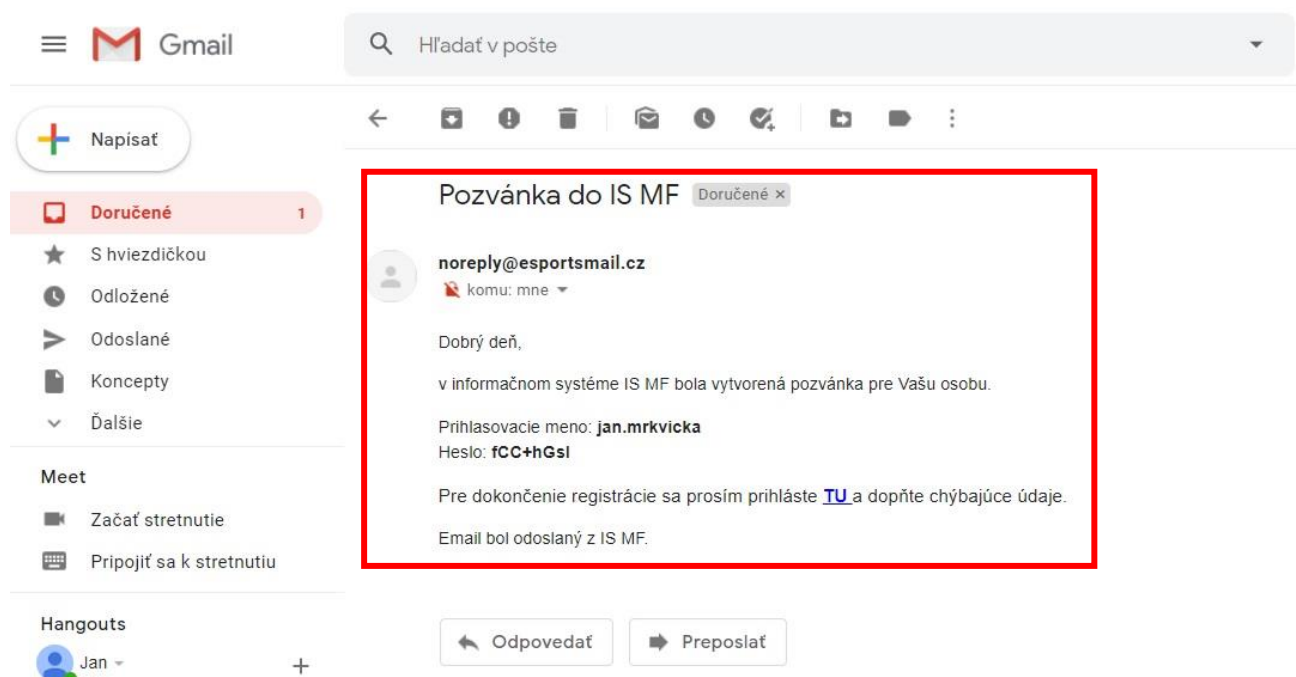 Gmail
Hľadať v pošte
Napísať
Doručené 1
S hviezdičkou
Odložené
Odoslané
Koncepty
Ďalšie
Meet
Začať stretnutie
Pripojiť sa k stretnutiu
Hangouts
Jan
Pozvánka do IS MF Doručené ×
noreply@esportsmail.cz
komu: mne
Dobrý deň,
v informačnom systéme IS MF bola vytvorená pozvánka pre Vašu osobu.
Prihlasovacie meno: jan.mrkvicka
Heslo: fCC+hGsI
Pre dokončenie registrácie sa prosím prihláste TU a dopňte chýbajúce údaje.
Email bol odoslaný z IS MF.
Odpovedať
Preposlať